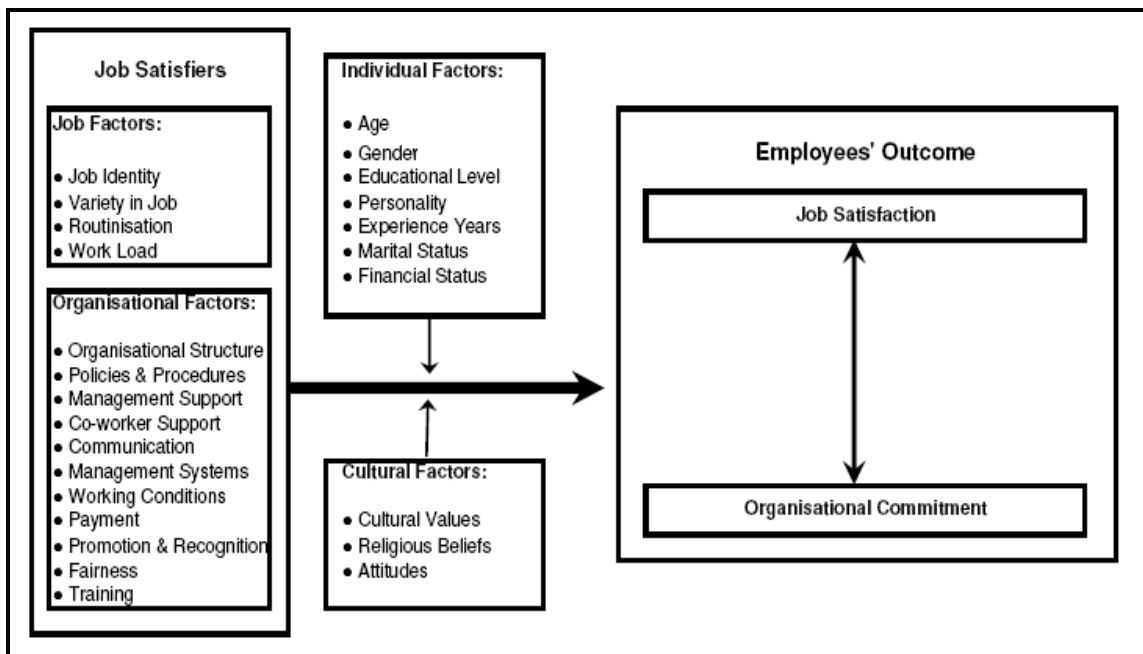 Job Satisfiers
Job Factors:
● Job Identity
● Variety in Job
● Routinisation
● Work Load
Organisational Factors:
● Organisational Structure
● Policies & Procedures
● Management Support
● Co-worker Support
● Communication
● Management Systems
● Working Conditions
● Payment
● Promotion & Recognition
● Fairness
● Training
Individual Factors:
● Age
● Gender
● Educational Level
● Personality
● Experience Years
● Marital Status
● Financial Status
Cultural Factors:
● Cultural Values
● Religious Beliefs
● Attitudes
Employees' Outcome
Job Satisfaction
Organisational Commitment